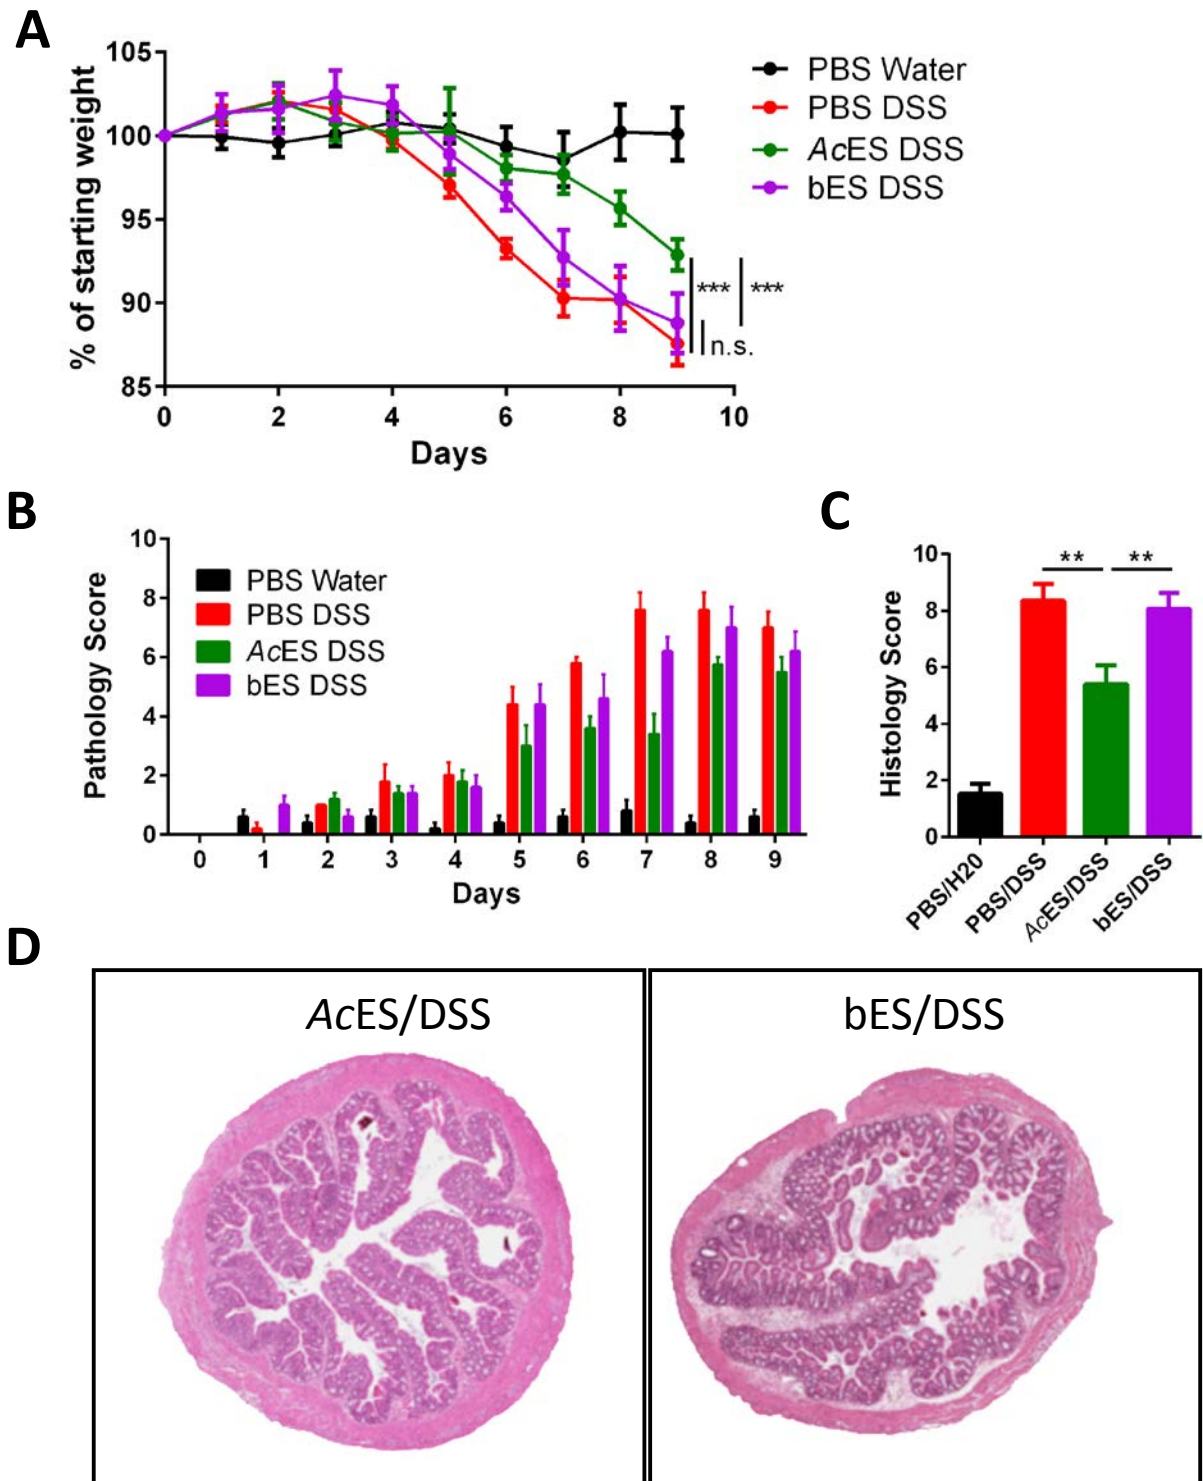 A
105
100
95
90
85
% of starting weight
0 2 4 6 8 10
Days
PBS Water
PBS DSS
AcES DSS
bES DSS
*** ***
n.s.
B
10
8
6
4
2
0
Pathology Score
PBS Water
PBS DSS
AcES DSS
bES DSS
0 1 2 3 4 5 6 7 8 9
Days
C
10
8
6
4
2
0
Histology Score
** **
PBS/H20
PBS/DSS
AcES/DSS
bES/DSS
D
AcES/DSS
bES/DSS